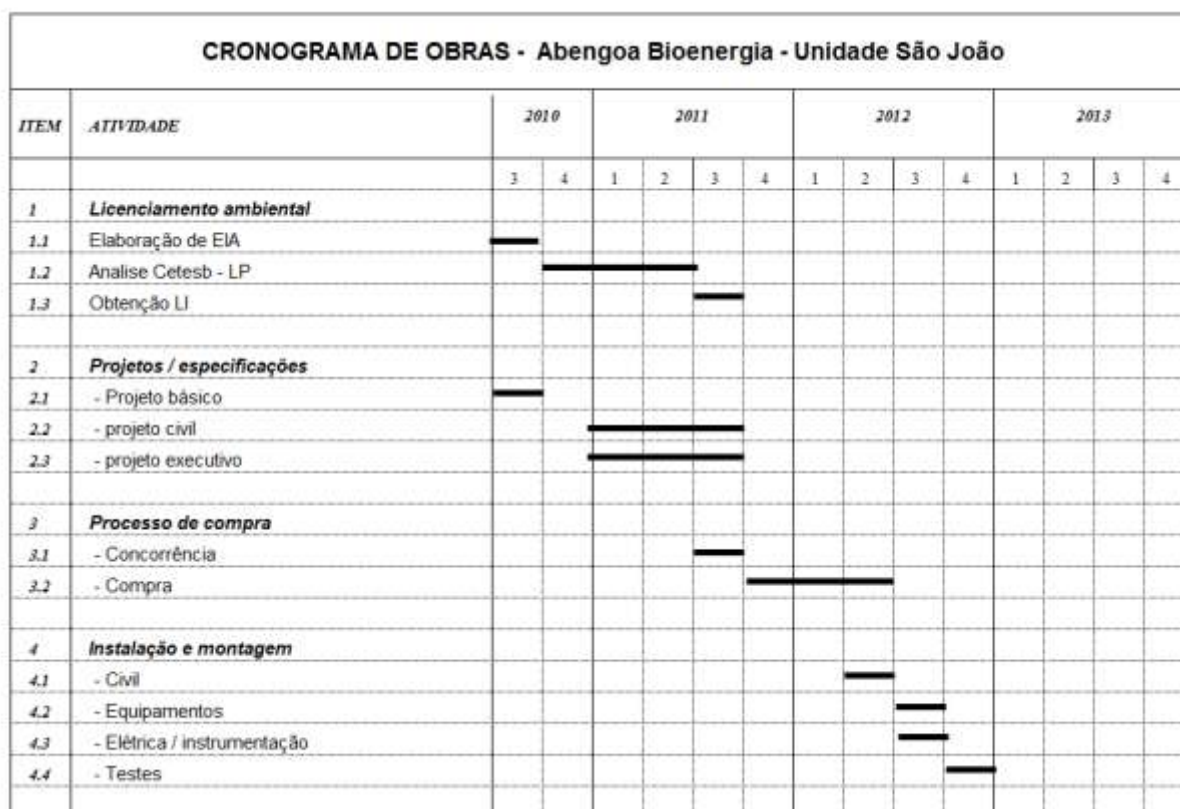 CRONOGRAMA DE OBRAS - Abengoa Bioenergia - Unidade São João
ITEM ATIVIDADE 2010 2011 2012 2013
3 4 1 2 3 4 1 2 3 4 1 2 3 4
1 Licenciamento ambiental
1.1 Elaboração de EIA
1.2 Analise Cetesb - LP
1.3 Obtenção LI
2 Projetos / especificações
2.1 - Projeto básico
2.2 - projeto civil
2.3 - projeto executivo
3 Processo de compra
3.1 - Concorrência
3.2 - Compra
4 Instalação e montagem
4.1 - Civil
4.2 - Equipamentos
4.3 - Elétrica / instrumentação
4.4 - Testes